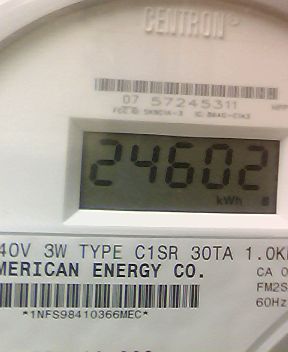 CENTRON®
07 57245311
24602
kWh
40V 3W TYPE C1SR 30TA 1.0K
MERICAN ENERGY CO.
CA 0
FM2S
60Hz
*1NFS98410366MEC*